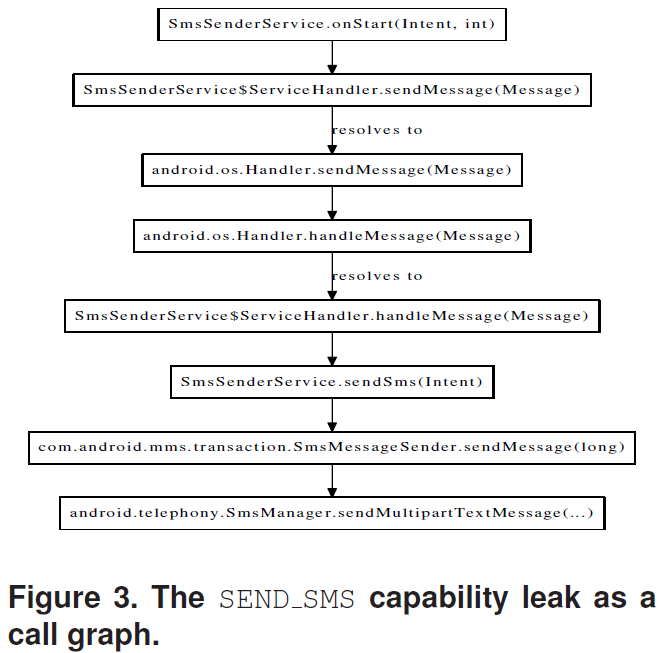 SmsSenderService.onStart(Intent, int)
SmsSenderService$ServiceHandler.sendMessage(Message)
resolves to
android.os.Handler.sendMessage(Message)
android.os.Handler.handleMessage(Message)
resolves to
SmsSenderService$ServiceHandler.handleMessage(Message)
SmsSenderService.sendSms(Intent)
com.android.mms.transaction.SmsMessageSender.sendMessage(long)
android.telephony.SmsManager.sendMultipartTextMessage(...)
Figure 3. The SEND_SMS capability leak as a
call graph.